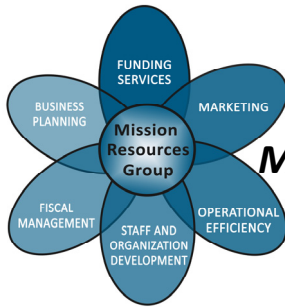 FUNDING
SERVICES
BUSINESS
PLANNING
MARKETING
Mission
Resources
Group
M
FISCAL
MANAGEMENT
OPERATIONAL
EFFICIENCY
STAFF AND
ORGANIZATION
DEVELOPMENT